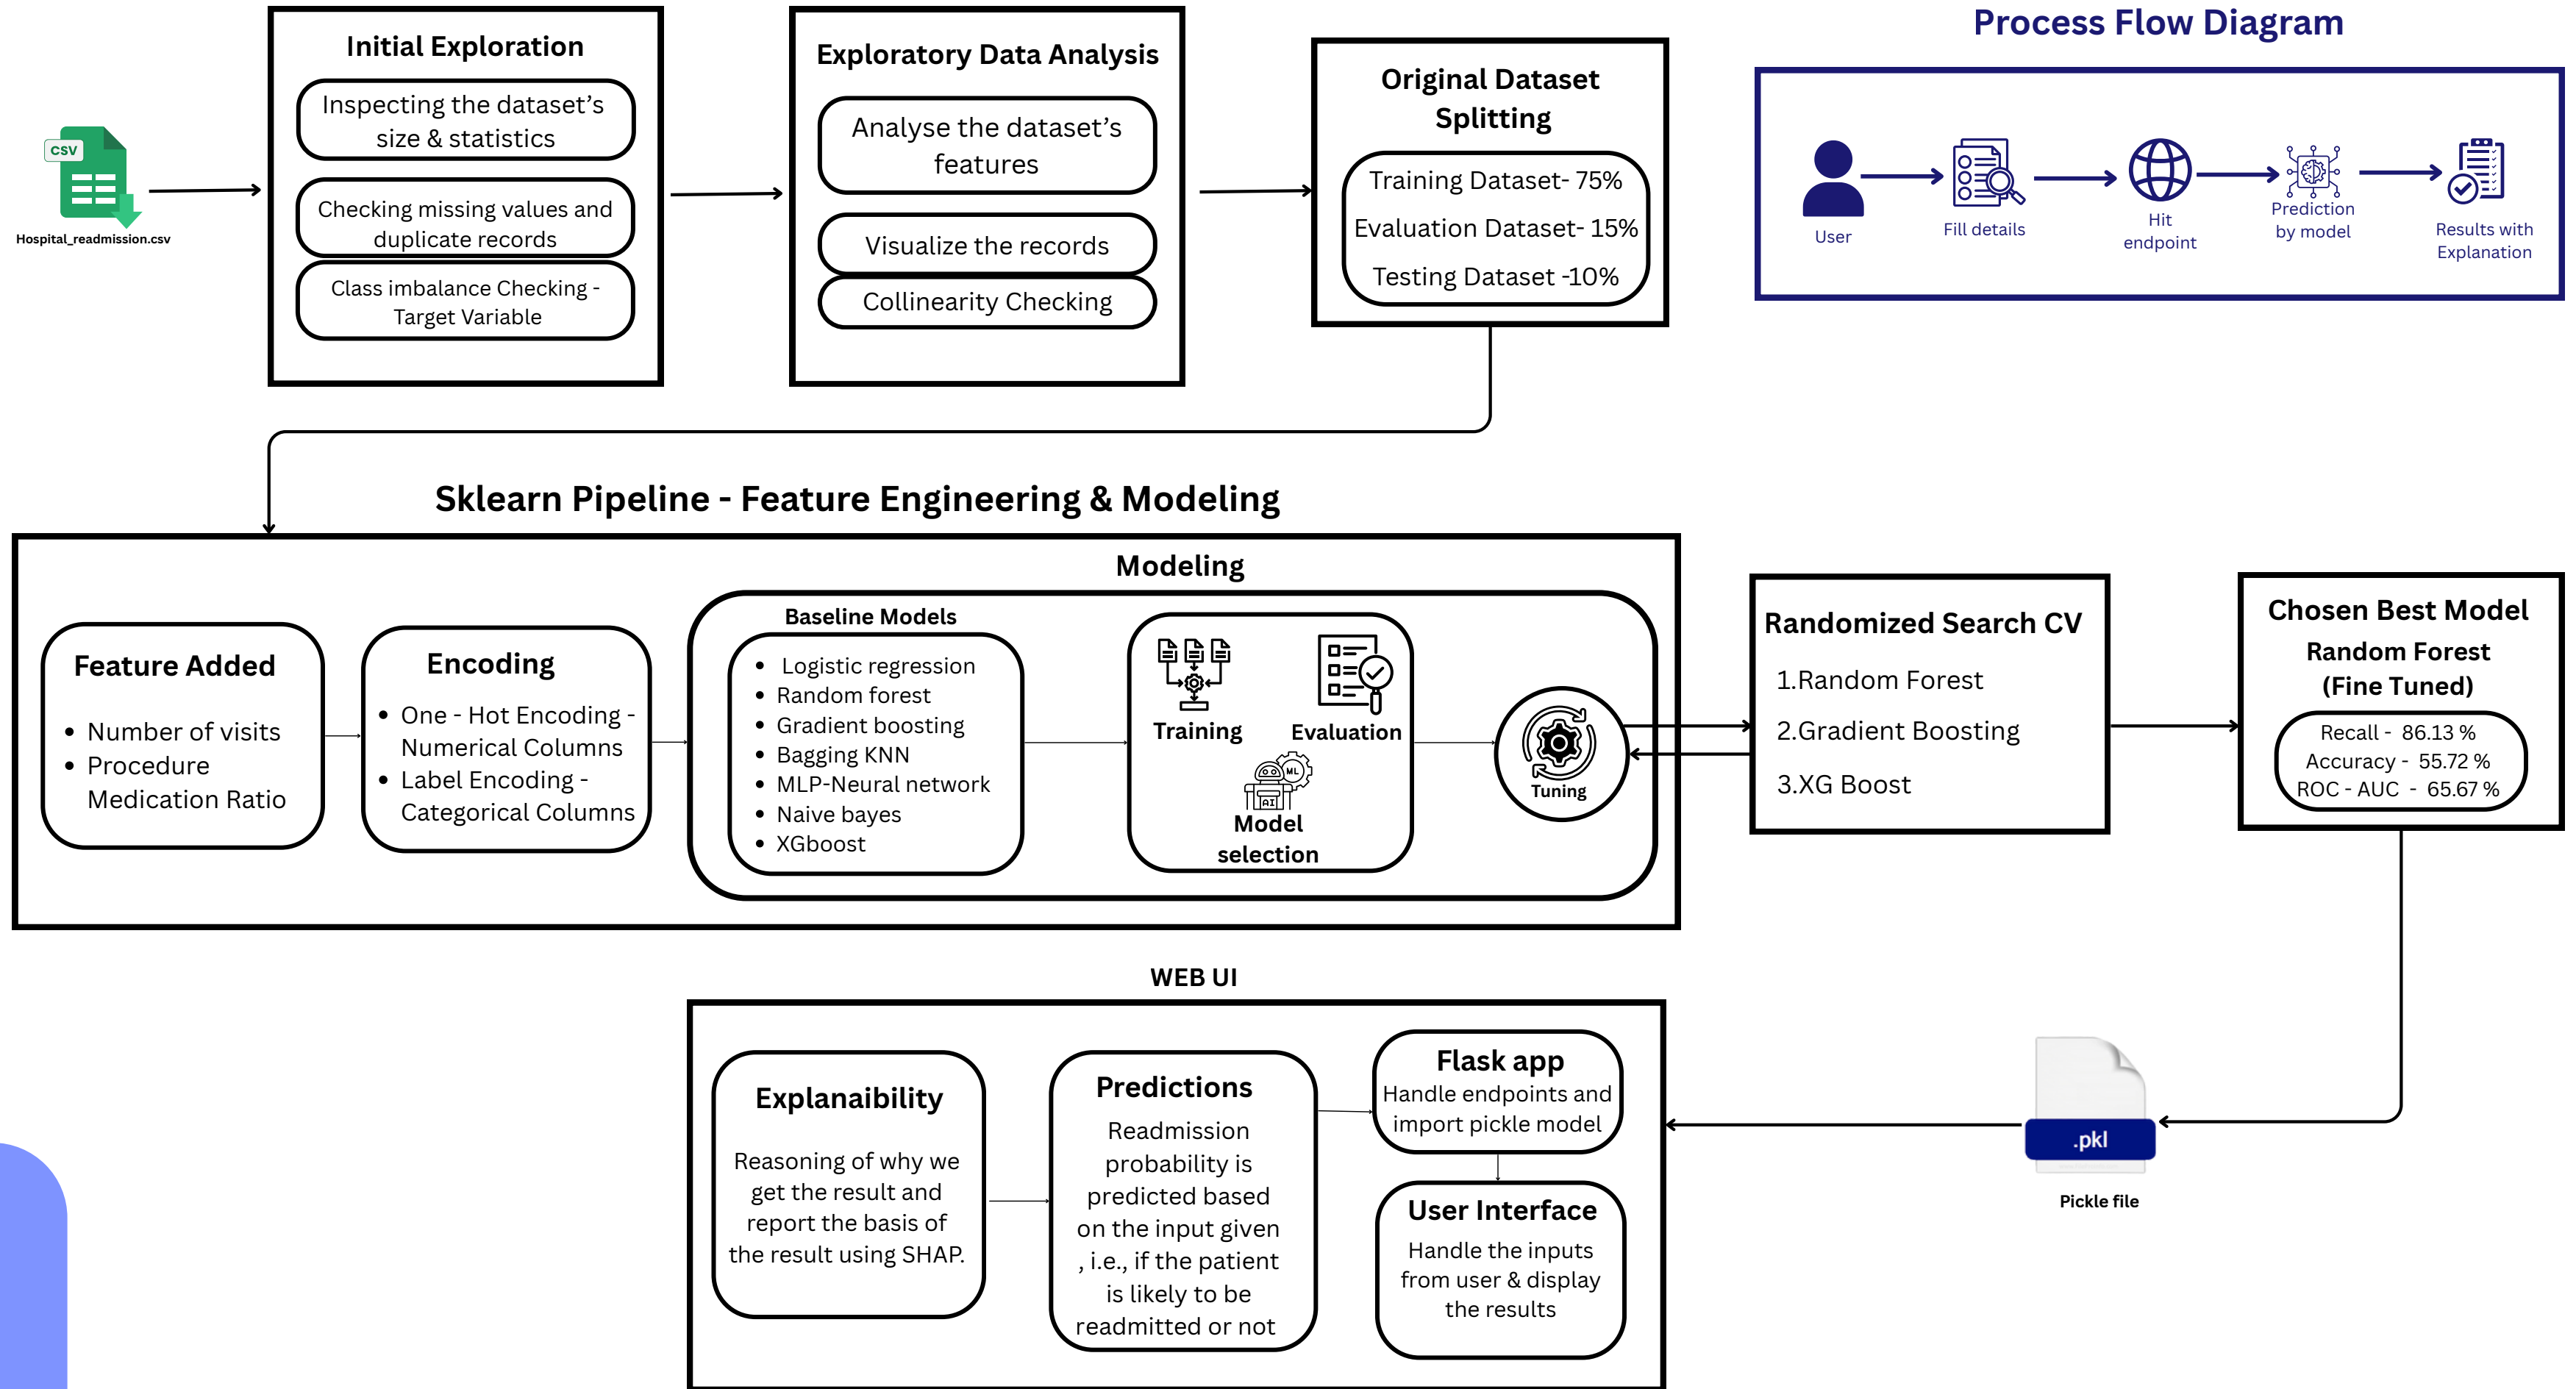 CSV
Hospital_readmission.csv
Initial Exploration
Inspecting the dataset's
size & statistics
Checking missing values and
duplicate records
Class imbalance Checking -
Target Variable
Exploratory Data Analysis
Analyse the dataset's
features
Visualize the records
Collinearity Checking
Original Dataset
Splitting
Training Dataset- 75%
Evaluation Dataset- 15%
Testing Dataset -10%
Process Flow Diagram
User
Fill details
Hit
endpoint
Prediction
by model
Results with
Explanation
Sklearn Pipeline - Feature Engineering & Modeling
Feature Added
• Number of visits
• Procedure
Medication Ratio
Encoding
• One - Hot Encoding -
Numerical Columns
• Label Encoding -
Categorical Columns
Modeling
Baseline Models
• Logistic regression
• Random forest
• Gradient boosting
• Bagging KNN
• MLP-Neural network
• Naive bayes
• XGboost
Training
Evaluation
ML
AI
Model
selection
Tuning
Randomized Search CV
1.Random Forest
2.Gradient Boosting
3.XG Boost
Chosen Best Model
Random Forest
(Fine Tuned)
Recall - 86.13 %
Accuracy - 55.72 %
ROC - AUC - 65.67 %
WEB UI
Explanaibility
Reasoning of why we
get the result and
report the basis of
the result using SHAP.
Predictions
Readmission
probability is
predicted based
on the input given
, i.e., if the patient
is likely to be
readmitted or not
Flask app
Handle endpoints and
import pickle model
User Interface
Handle the inputs
from user & display
the results
.pkl
Pickle file